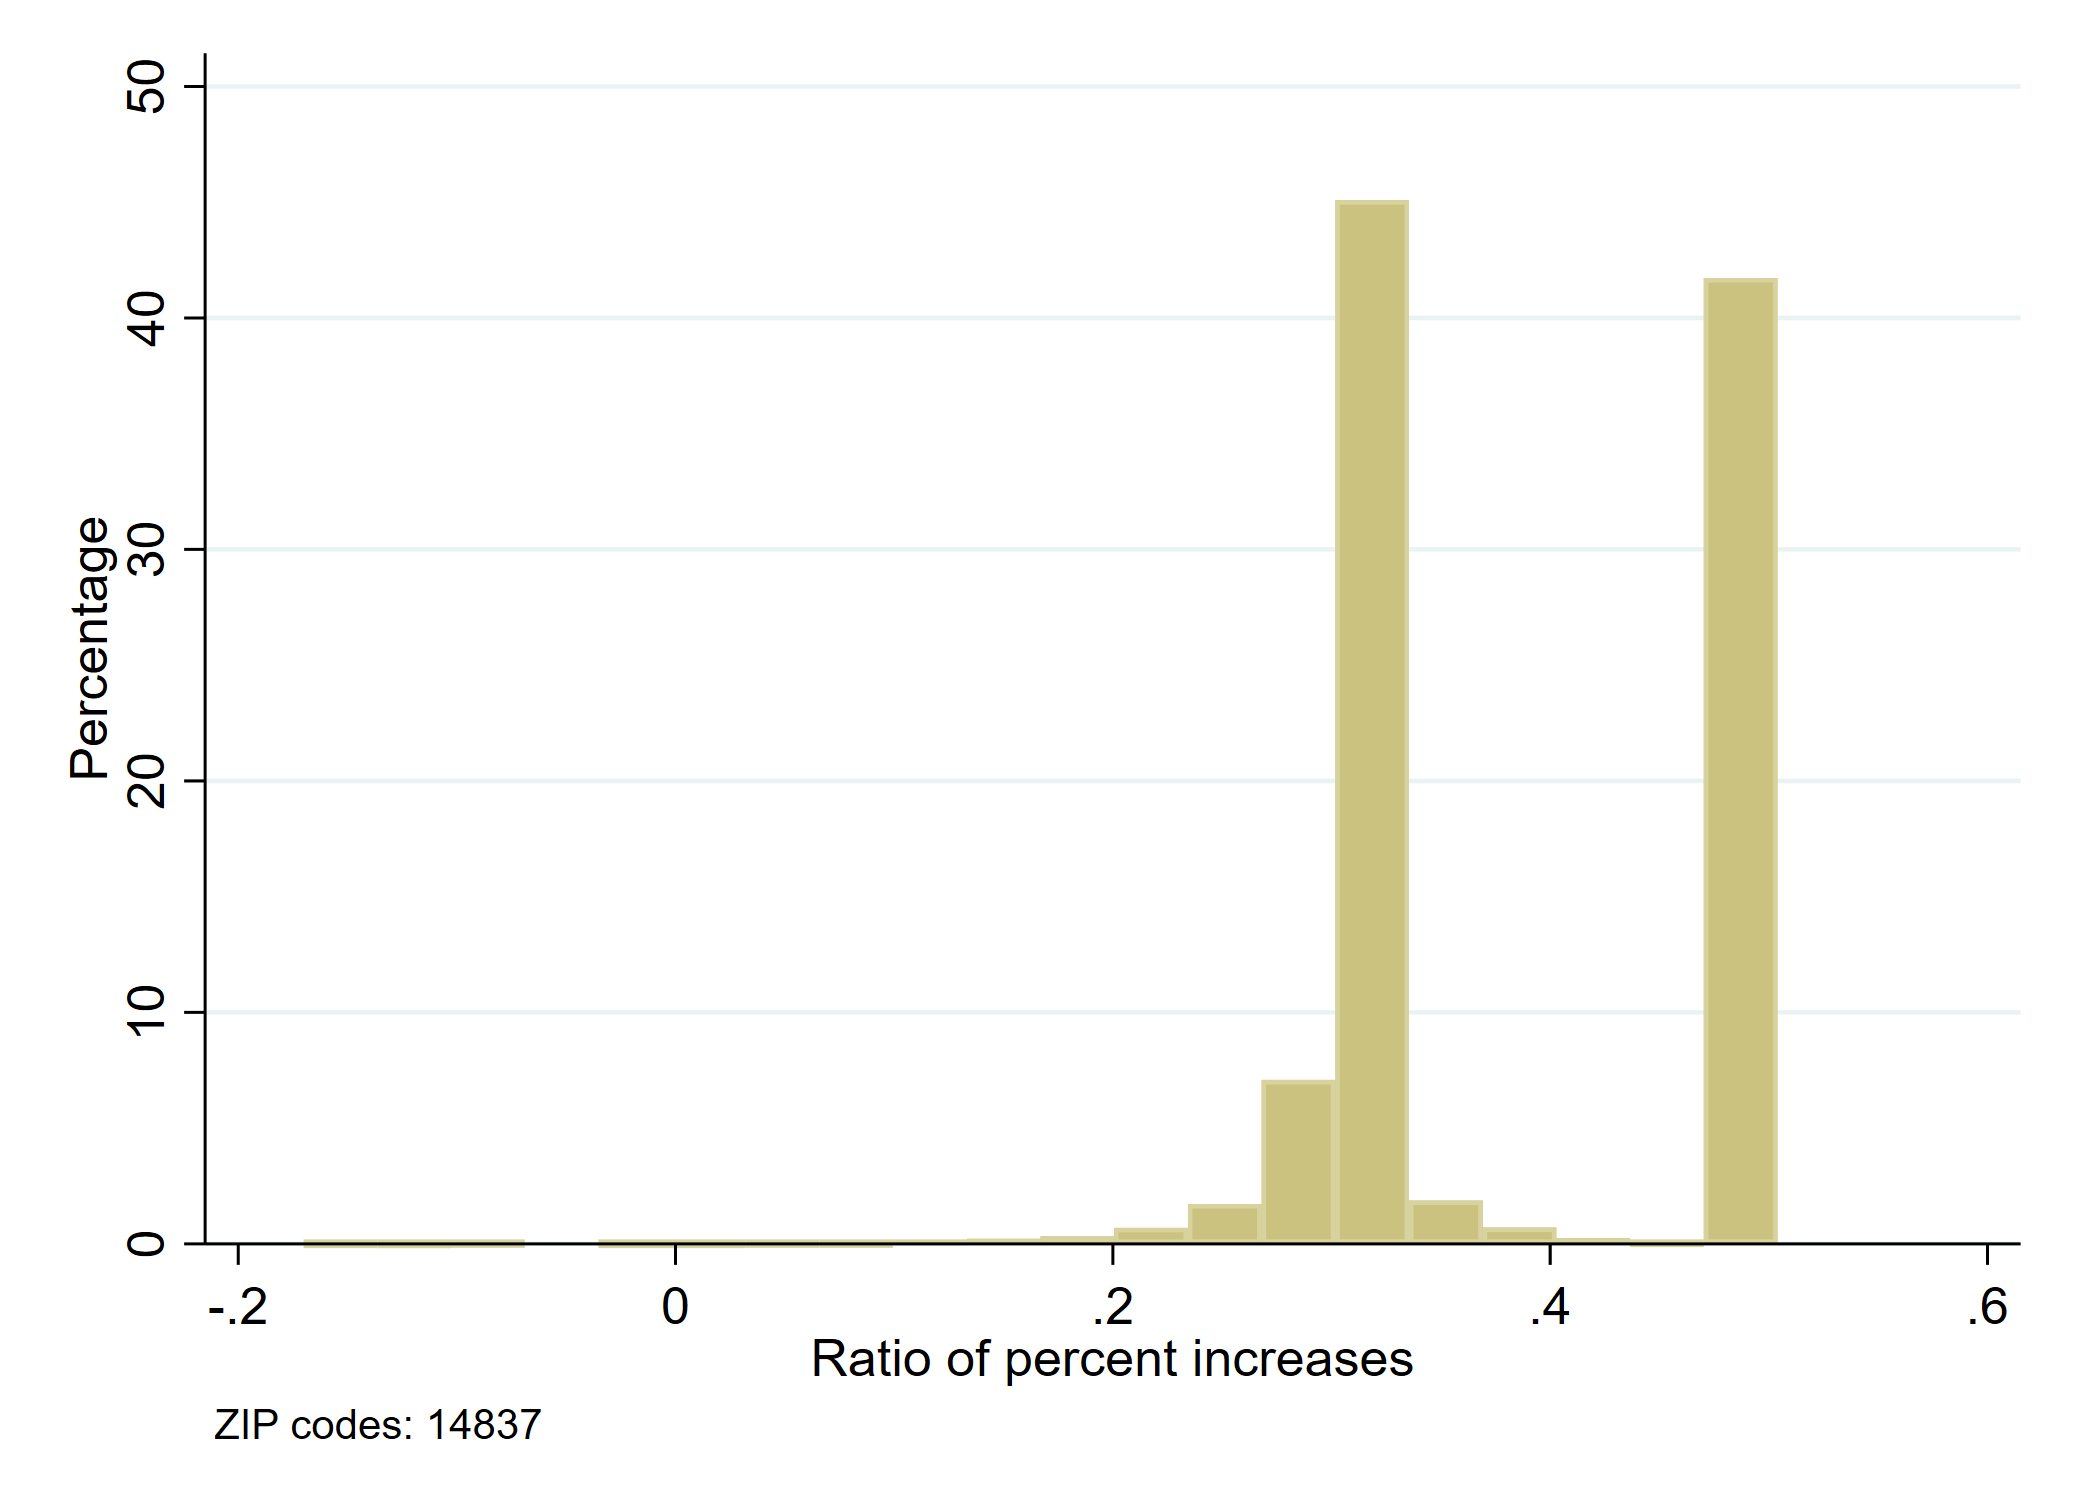 50
40
30
20
10
0
Percentage
-.2 0 .2 .4 .6
Ratio of percent increases
ZIP codes: 14837